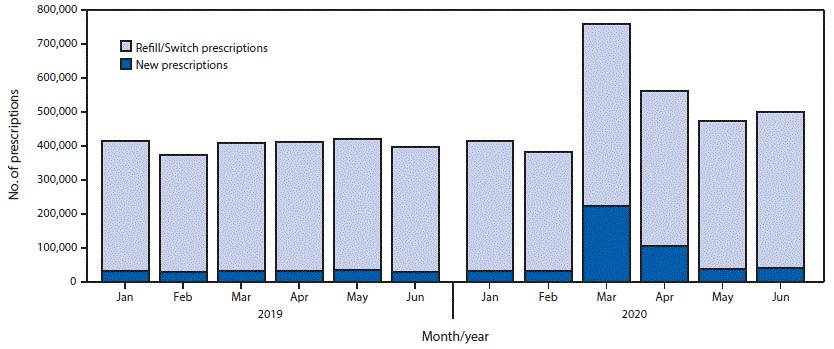 800,000
700,000
600,000
500,000
400,000
300,000
200,000
100,000
0
No. of prescriptions
Refill/Switch prescriptions
New prescriptions
Jan Feb Mar Apr May Jun Jan Feb Mar Apr May Jun
2019 2020
Month/year